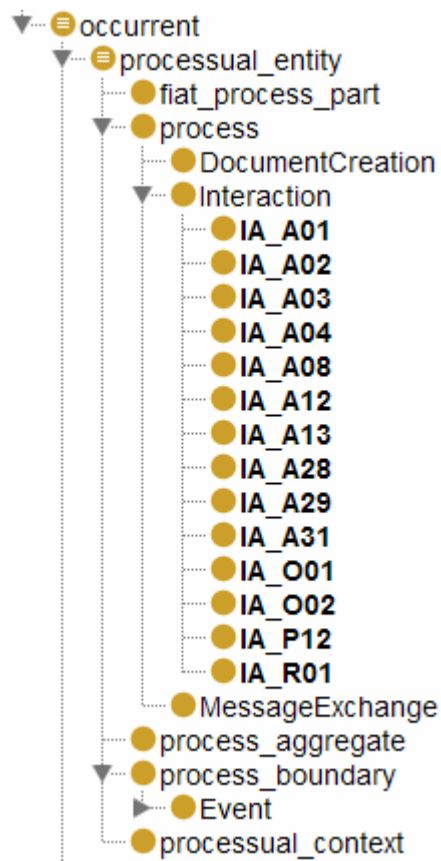 occurrent
processual_entity
fiat_process_part
process
DocumentCreation
Interaction
IA_A01
IA_A02
IA_A03
IA_A04
IA_A08
IA_A12
IA_A13
IA_A28
IA_A29
IA_A31
IA_O01
IA_O02
IA_P12
IA_R01
MessageExchange
process_aggregate
process_boundary
Event
processual_context